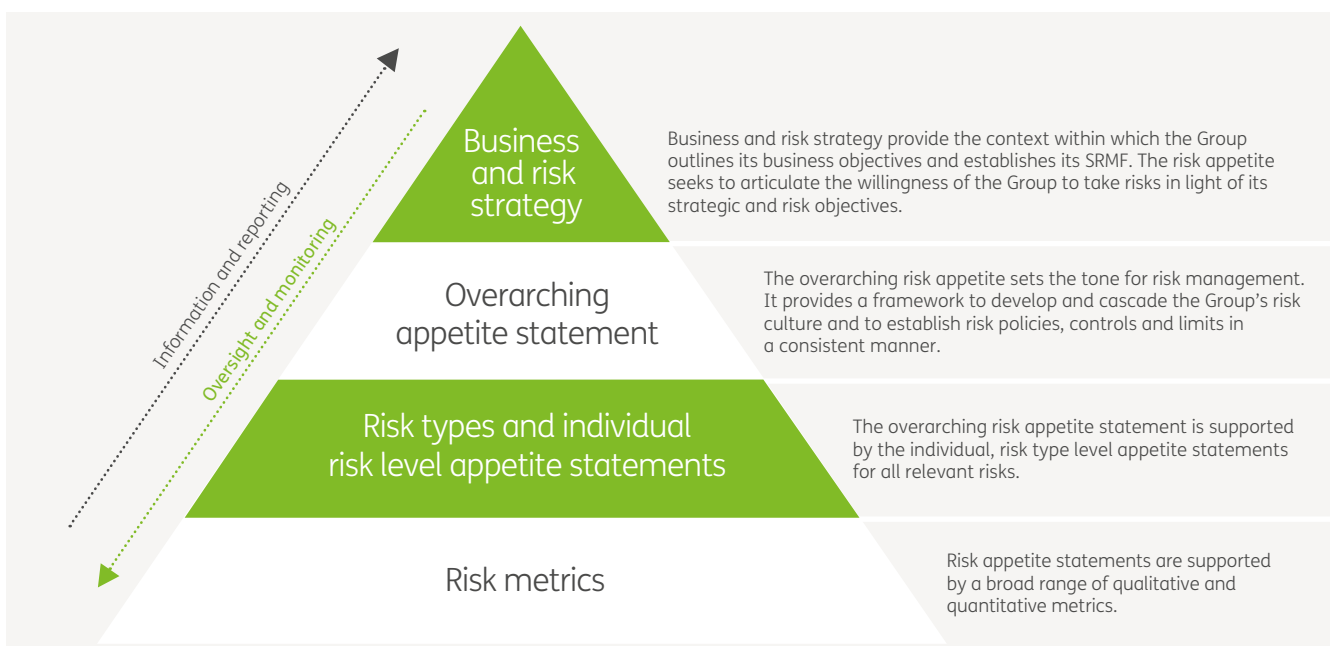 Information and reporting
Oversight and monitoring
Business
and risk
strategy
Business and risk strategy provide the context within which the Group
outlines its business objectives and establishes its SRMF. The risk appetite
seeks to articulate the willingness of the Group to take risks in light of its
strategic and risk objectives.
Overarching
appetite statement
The overarching risk appetite sets the tone for risk management.
It provides a framework to develop and cascade the Group’s risk
culture and to establish risk policies, controls and limits in
a consistent manner.
Risk types and individual
risk level appetite statements
The overarching risk appetite statement is supported
by the individual, risk type level appetite statements
for all relevant risks.
Risk metrics
Risk appetite statements are supported
by a broad range of qualitative and
quantitative metrics.